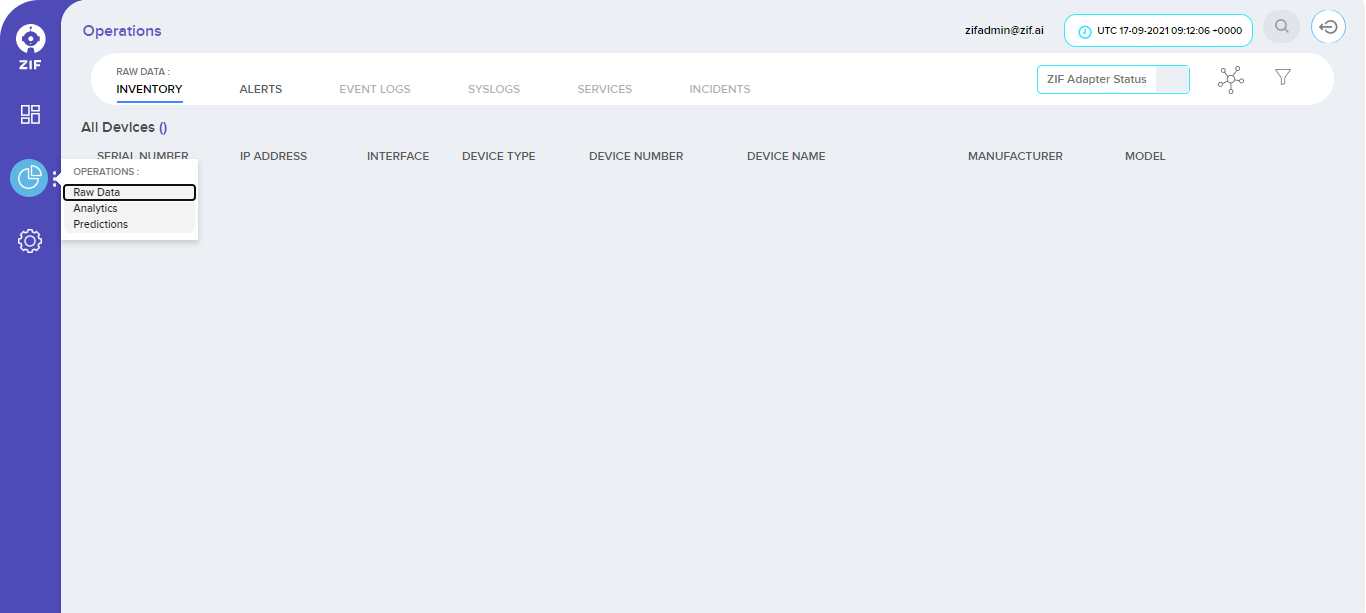 ZIF
Operations
zifadmin@zif.ai
UTC 17-09-2021 09:12:06 +0000
RAW DATA :
INVENTORY ALERTS EVENT LOGS SYSLOGS SERVICES INCIDENTS
ZIF Adapter Status
All Devices ()
SERIAL NUMBER IP ADDRESS INTERFACE DEVICE TYPE DEVICE NUMBER DEVICE NAME MANUFACTURER MODEL
OPERATIONS :
Raw Data
Analytics
Predictions